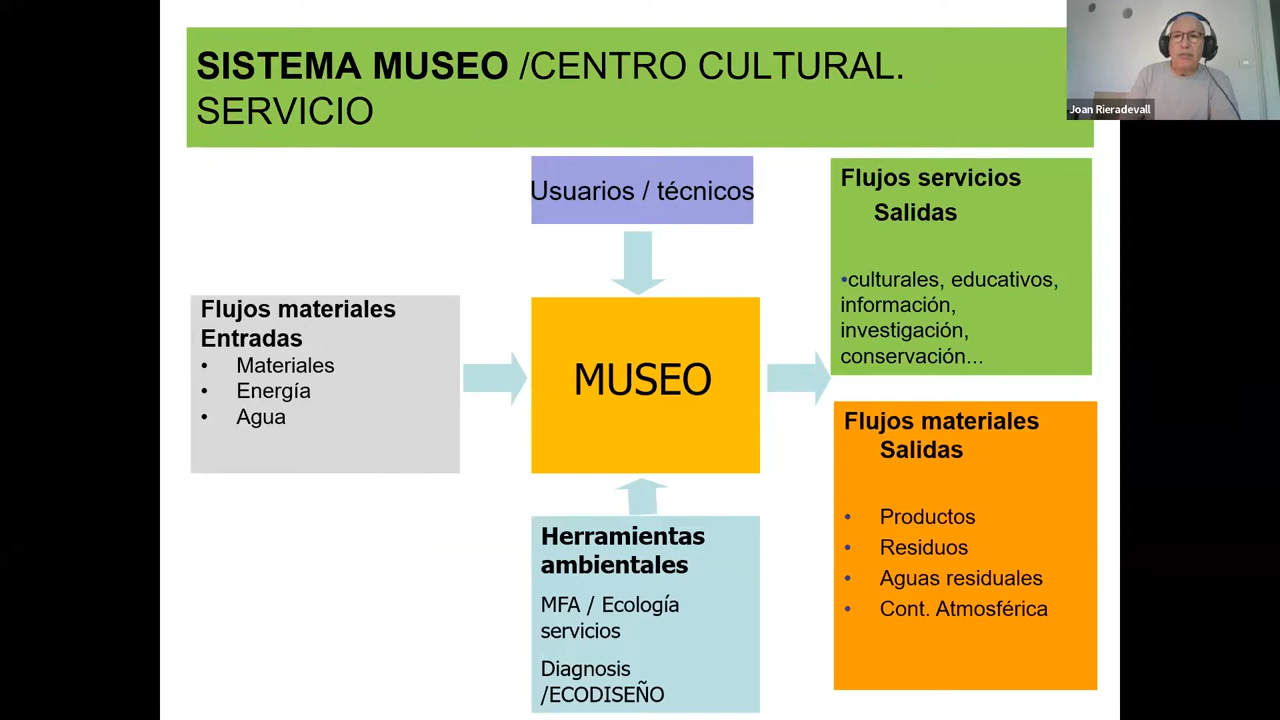 SISTEMA MUSEO /CENTRO CULTURAL.
SERVICIO
Joan Rieradevall
Usuarios / técnicos
Flujos materiales
Entradas
• Materiales
• Energía
• Agua
MUSEO
Flujos servicios
Salidas
•culturales, educativos,
información,
investigación,
conservación...
Herramientas
ambientales
MFA / Ecología
servicios
Diagnosis
/ECODISEÑO
Flujos materiales
Salidas
• Productos
• Residuos
• Aguas residuales
• Cont. Atmosférica